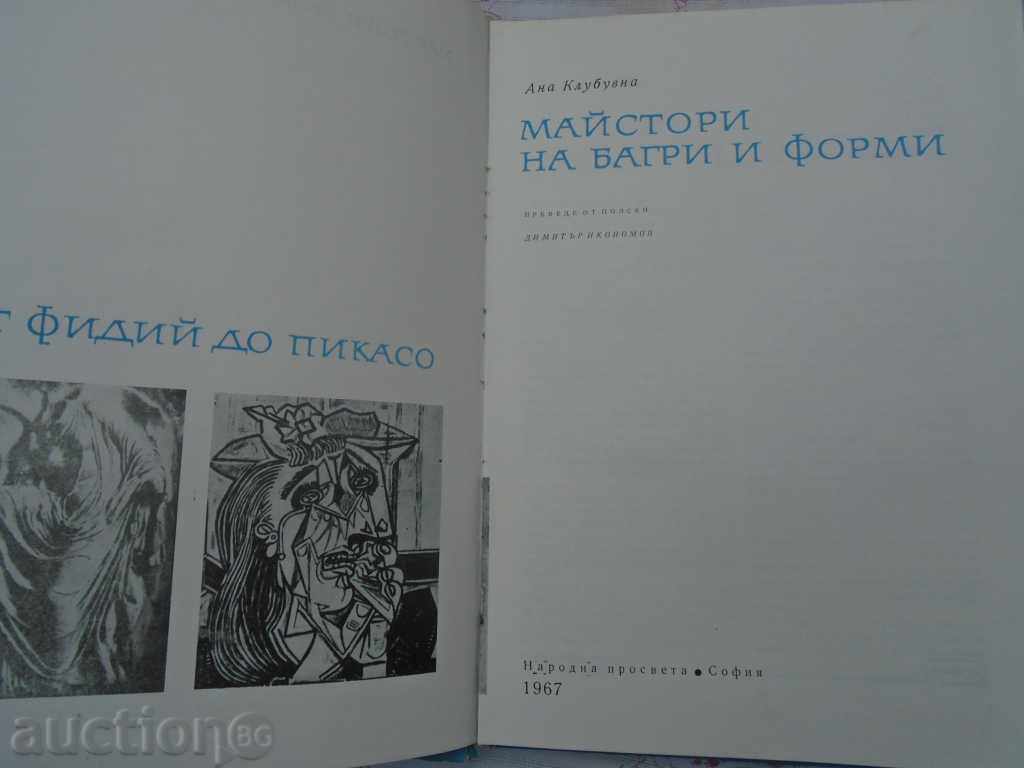 Т ФИДИЙ ДО ПИКАСО
Ана Клубувна
МАЙСТОРИ
НА БАГРИ И ФОРМИ
ПРЕВЕДЕ ОТ ПОЛСКИ
ДИМИТЪР ИКОНОМОВ
Народна просвета • София
1967
auction BG